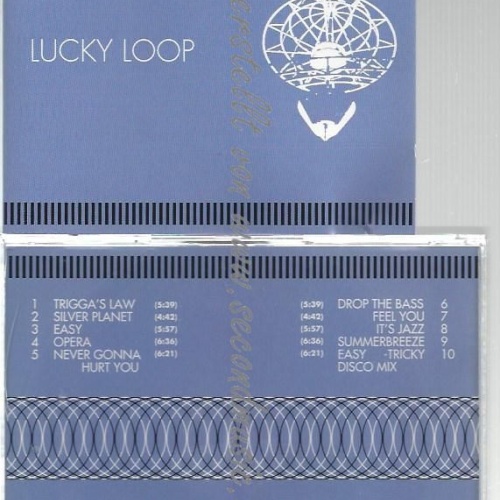 LUCKY LOOP
1 TRIGGA'S LAW (5:39)
2 SILVER PLANET (4:42)
3 EASY (5:57)
4 OPERA (6:36)
5 NEVER GONNA (6:21)
HURT YOU
(5:39) DROP THE BASS 6
(4:42) FEEL YOU 7
(5:57) IT'S JAZZ 8
(6:36) SUMMERBREEZE 9
(6:21) EASY -TRICKY 10
DISCO MIX